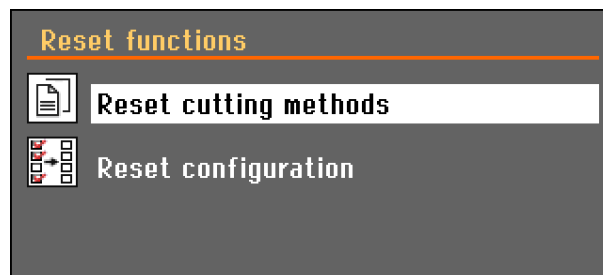 Reset functions
Reset cutting methods
Reset configuration